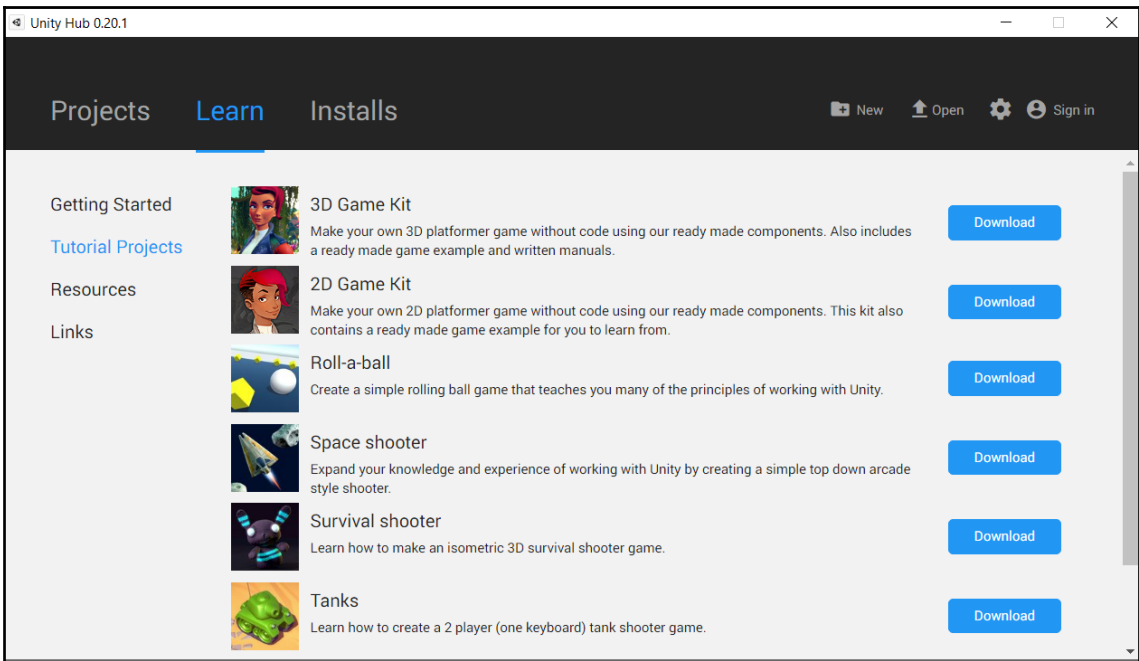 Unity Hub 0.20.1
Projects Learn Installs New Open Sign in
Getting Started
Tutorial Projects
Resources
Links
3D Game Kit
Make your own 3D platformer game without code using our ready made components. Also includes
a ready made game example and written manuals.
Download
2D Game Kit
Make your own 2D platformer game without code using our ready made components. This kit also
contains a ready made game example for you to learn from.
Download
Roll-a-ball
Create a simple rolling ball game that teaches you many of the principles of working with Unity.
Download
Space shooter
Expand your knowledge and experience of working with Unity by creating a simple top down arcade
style shooter.
Download
Survival shooter
Learn how to make an isometric 3D survival shooter game.
Download
Tanks
Learn how to create a 2 player (one keyboard) tank shooter game.
Download